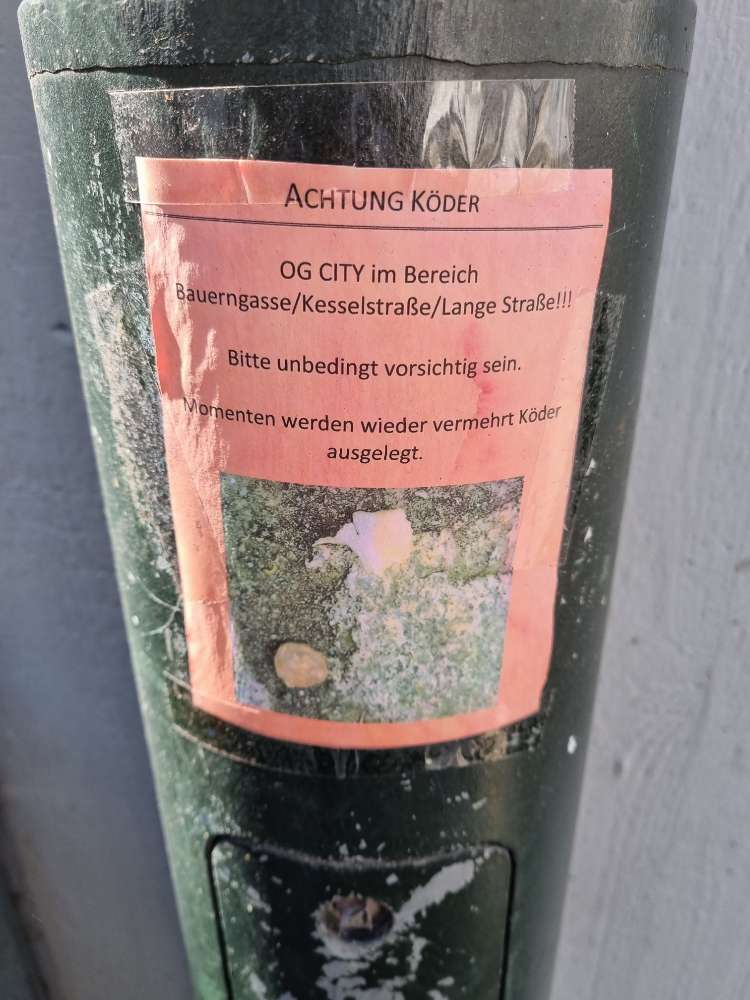 ACHTUNG KÖDER
OG CITY im Bereich
Bauerngasse/Kesselstraße/Lange Straße!!!
Bitte unbedingt vorsichtig sein.
Momenten werden wieder vermehrt Köder
ausgelegt.